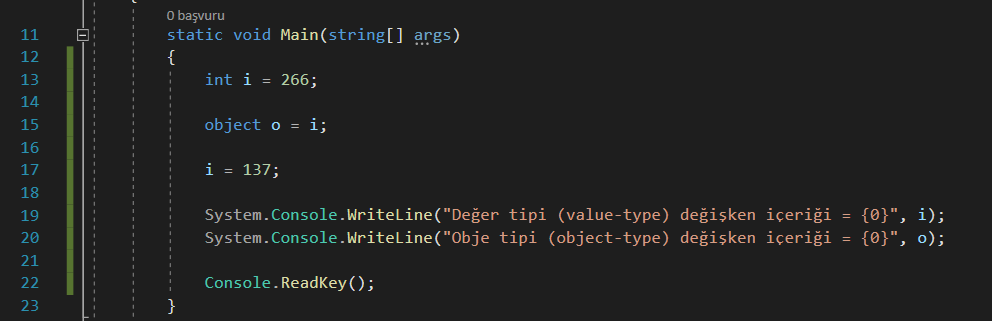 0 başvuru
11 static void Main(string[] args)
12 {
13 int i = 266;
14
15 object o = i;
16
17 i = 137;
18
19 System.Console.WriteLine("Değer tipi (value-type) değişken içeriği = {0}", i);
20 System.Console.WriteLine("Obje tipi (object-type) değişken içeriği = {0}", o);
21
22 Console.ReadKey();
23 }